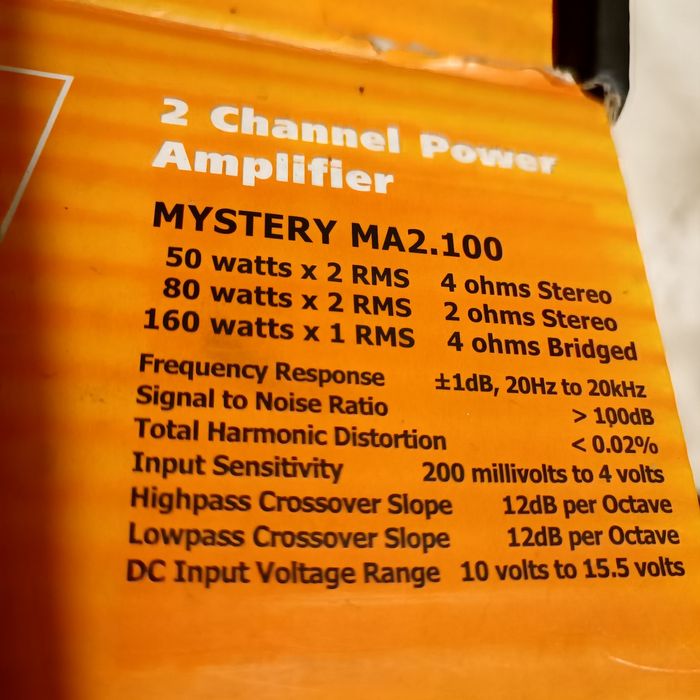 2 Channel Power
Amplifier
MYSTERY MA2.100
50 watts x 2 RMS 4 ohms Stereo
80 watts x 2 RMS 2 ohms Stereo
160 watts x 1 RMS 4 ohms Bridged
Frequency Response ±1dB, 20Hz to 20kHz
Signal to Noise Ratio > 100dB
Total Harmonic Distortion < 0.02%
Input Sensitivity 200 millivolts to 4 volts
Highpass Crossover Slope 12dB per Octave
Lowpass Crossover Slope 12dB per Octave
DC Input Voltage Range 10 volts to 15.5 volts